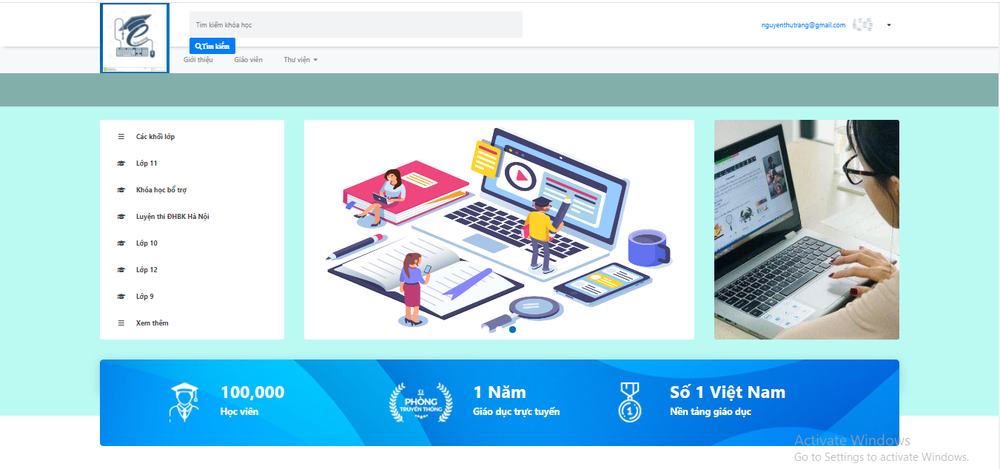 Tìm kiếm khóa học
nguyenthutrang@gmail.com
Tìm kiếm
Giới thiệu
Giáo viên
Thư viện
Các khối lớp
Lớp 11
Khóa học bổ trợ
Luyện thi ĐHBK Hà Nội
Lớp 10
Lớp 12
Lớp 9
Xem thêm
100,000
Học viên
PHÒNG
TRUYỀN THỐNG
1 Năm
Giáo dục trực tuyến
1
Số 1 Việt Nam
Nền tảng giáo dục
Activate Windows
Go to Settings to activate Windows.